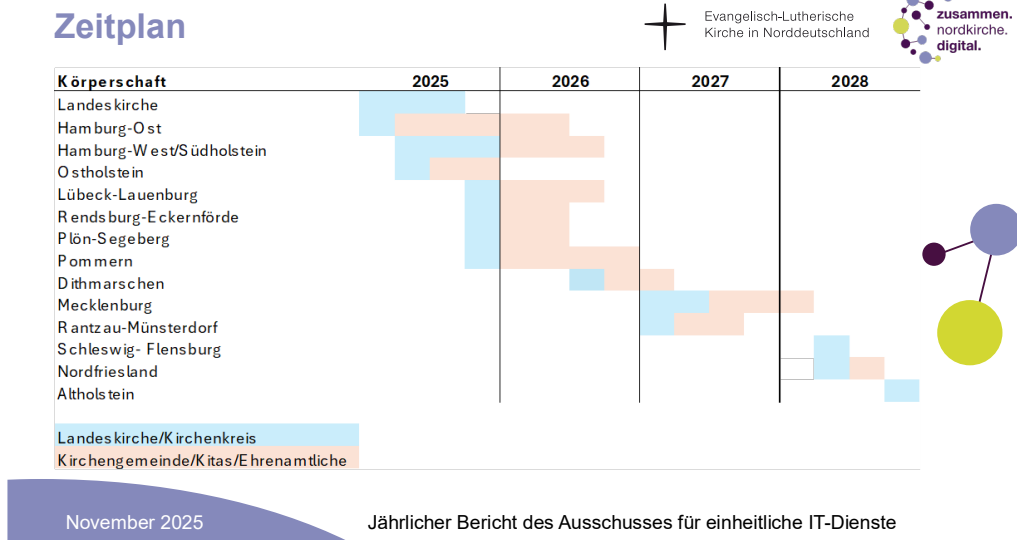 Zeitplan
Evangelisch-Lutherische
Kirche in Norddeutschland
zusammen.
nordkirche.
digital.
Körperschaft 2025 2026 2027 2028
Landeskirche
Hamburg-Ost
Hamburg-West/Südholstein
Ostholstein
Lübeck-Lauenburg
Rendsburg-Eckernförde
Plön-Segeberg
Pommern
Dithmarschen
Mecklenburg
Rantzau-Münsterdorf
Schleswig- Flensburg
Nordfriesland
Altholstein
Landeskirche/Kirchenkreis
Kirchengemeinde/Kitas/Ehrenamtliche
November 2025
Jährlicher Bericht des Ausschusses für einheitliche IT-Dienste